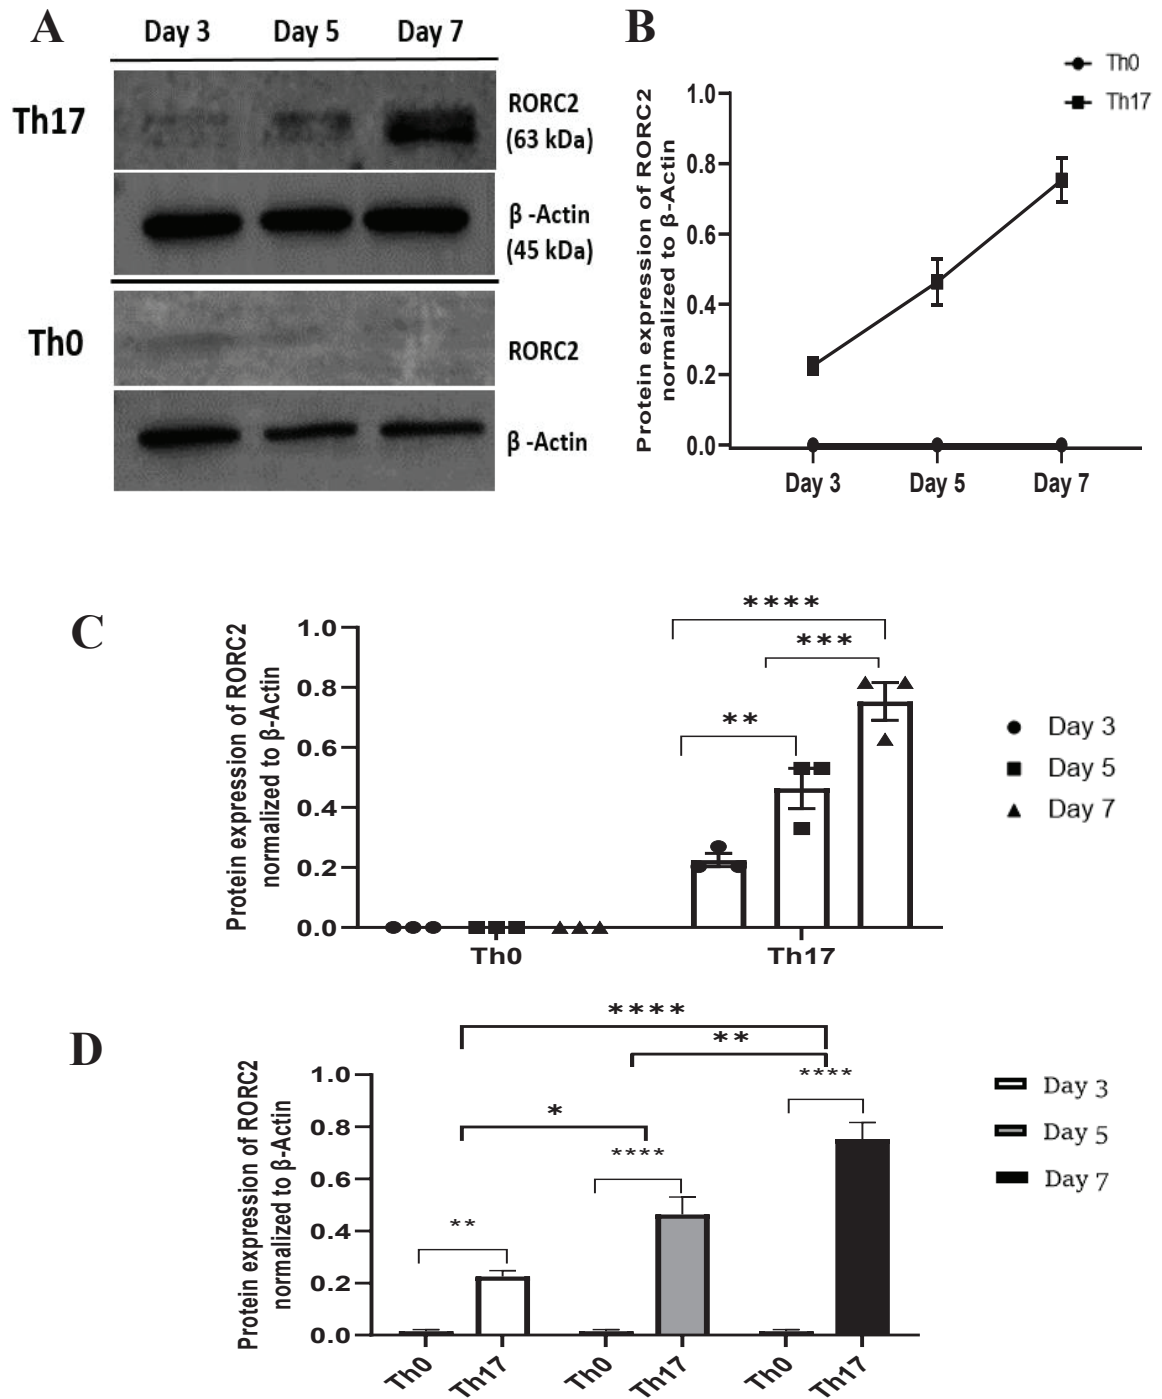 A
Day 3 Day 5 Day 7
Th17
RORC2
(63 kDa)
β -Actin
(45 kDa)
Th0
RORC2
β -Actin
B
Th0
Th17
Protein expression of RORC2
normalized to β-Actin
1.0
0.8
0.6
0.4
0.2
0.0
Day 3 Day 5 Day 7
C
Protein expression of RORC2
normalized to β-Actin
1.0
0.8
0.6
0.4
0.2
0.0
****
***
**
Th0 Th17
Day 3
Day 5
Day 7
D
Protein expression of RORC2
normalized to β-Actin
1.0
0.8
0.6
0.4
0.2
0.0
****
**
****
*
****
**
Th0 Th17 Th0 Th17 Th0 Th17
Day 3
Day 5
Day 7